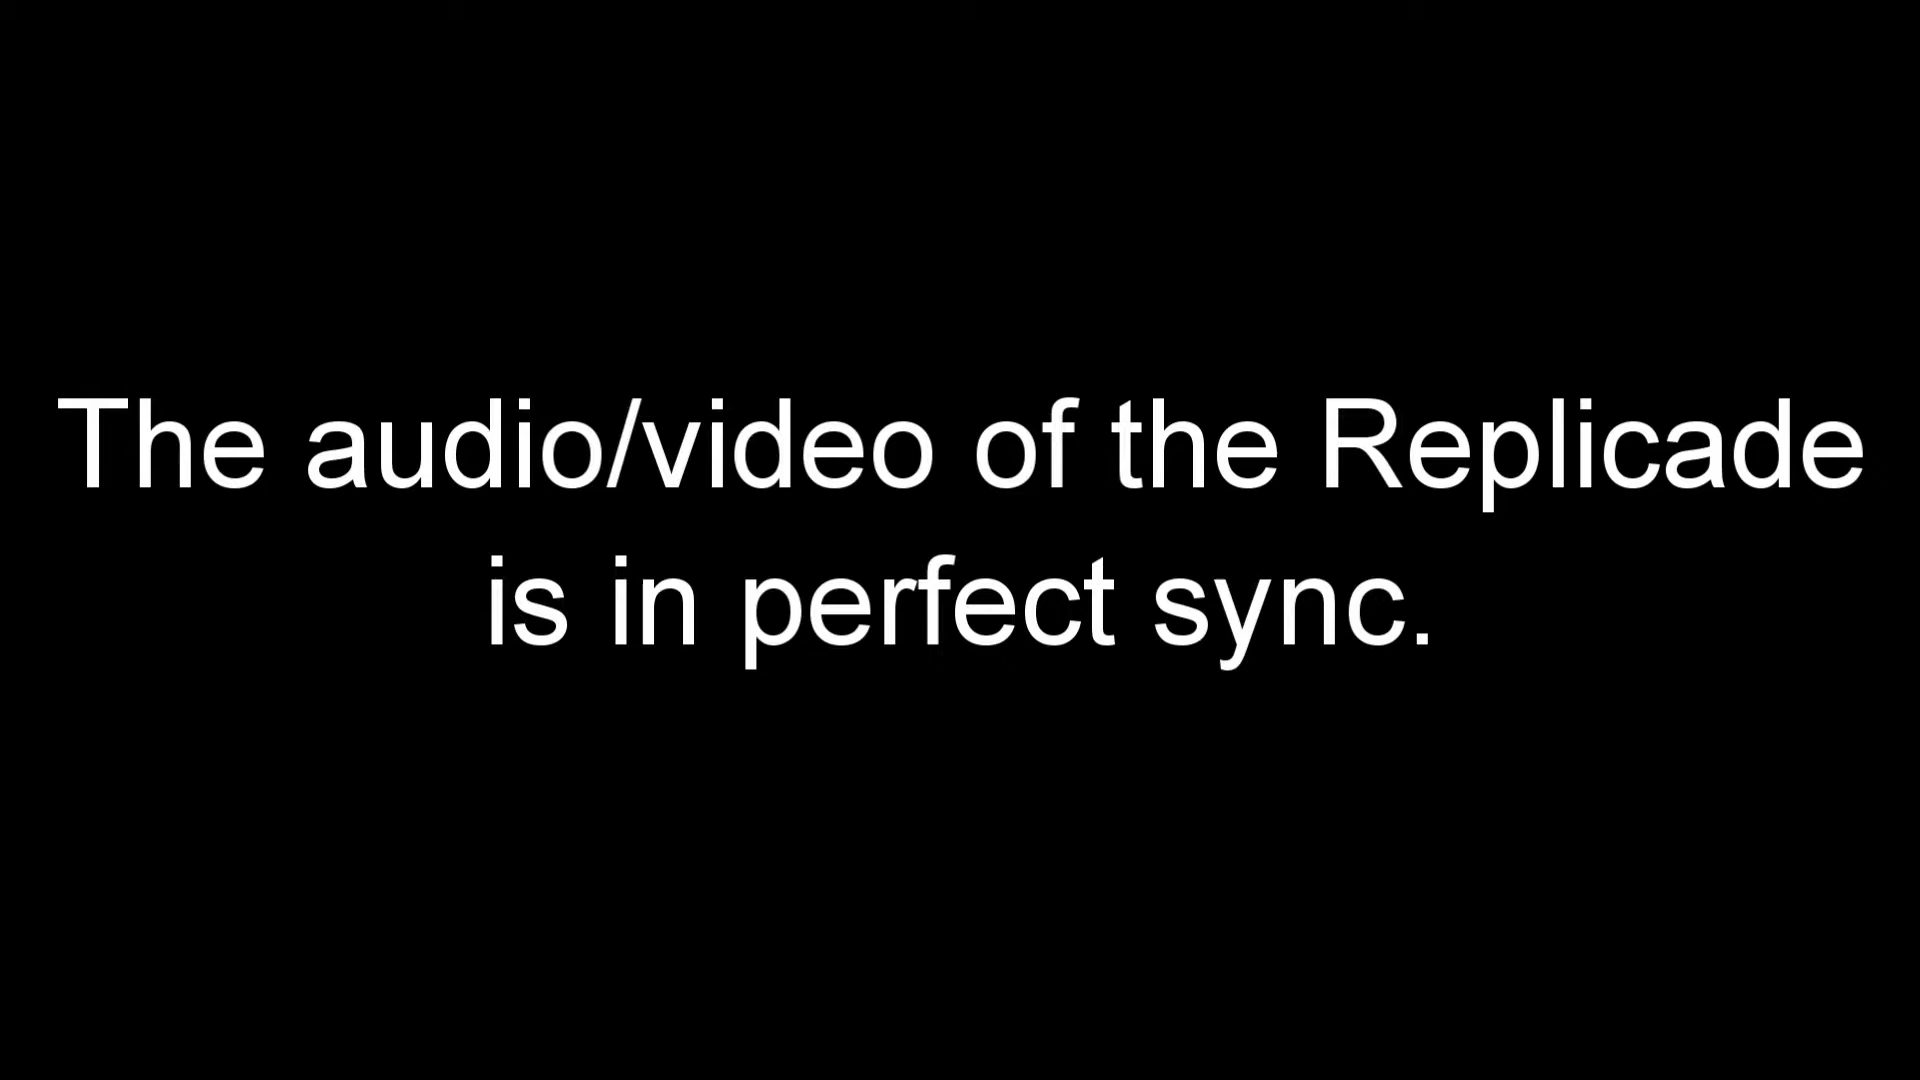 The audio/video of the Replicade
is in perfect sync.